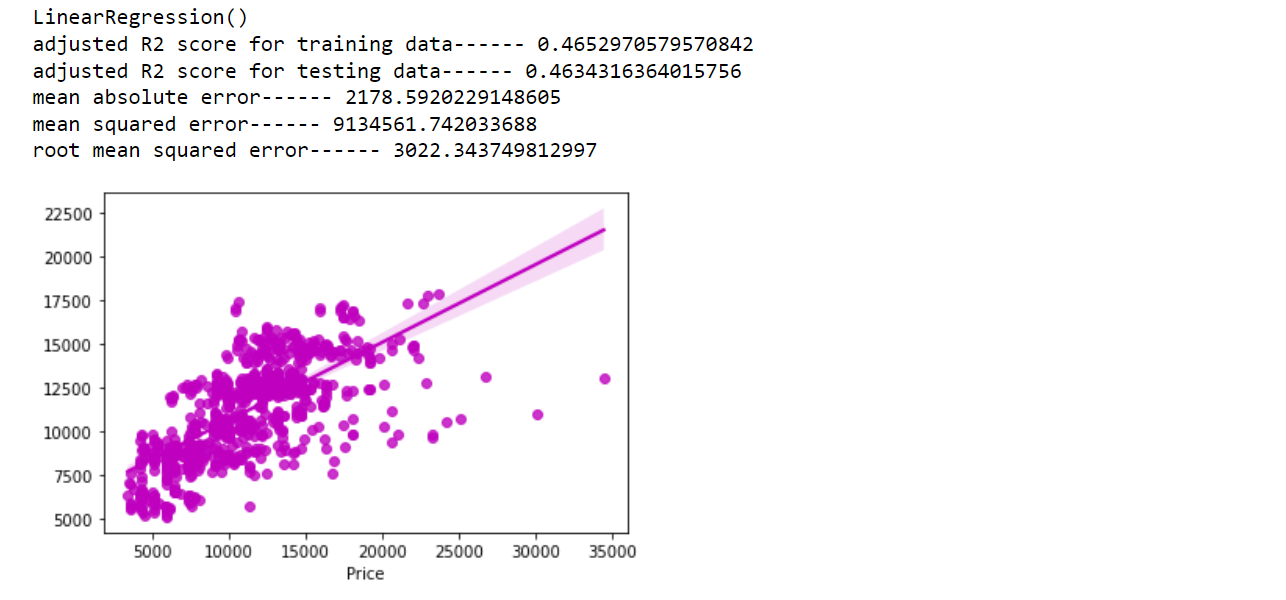 LinearRegression()
adjusted R2 score for training data------ 0.4652970579570842
adjusted R2 score for testing data------ 0.4634316364015756
mean absolute error------ 2178.5920229148605
mean squared error------ 9134561.742033688
root mean squared error------ 3022.343749812997
22500
20000
17500
15000
12500
10000
7500
5000
5000 10000 15000 20000 25000 30000 35000
Price